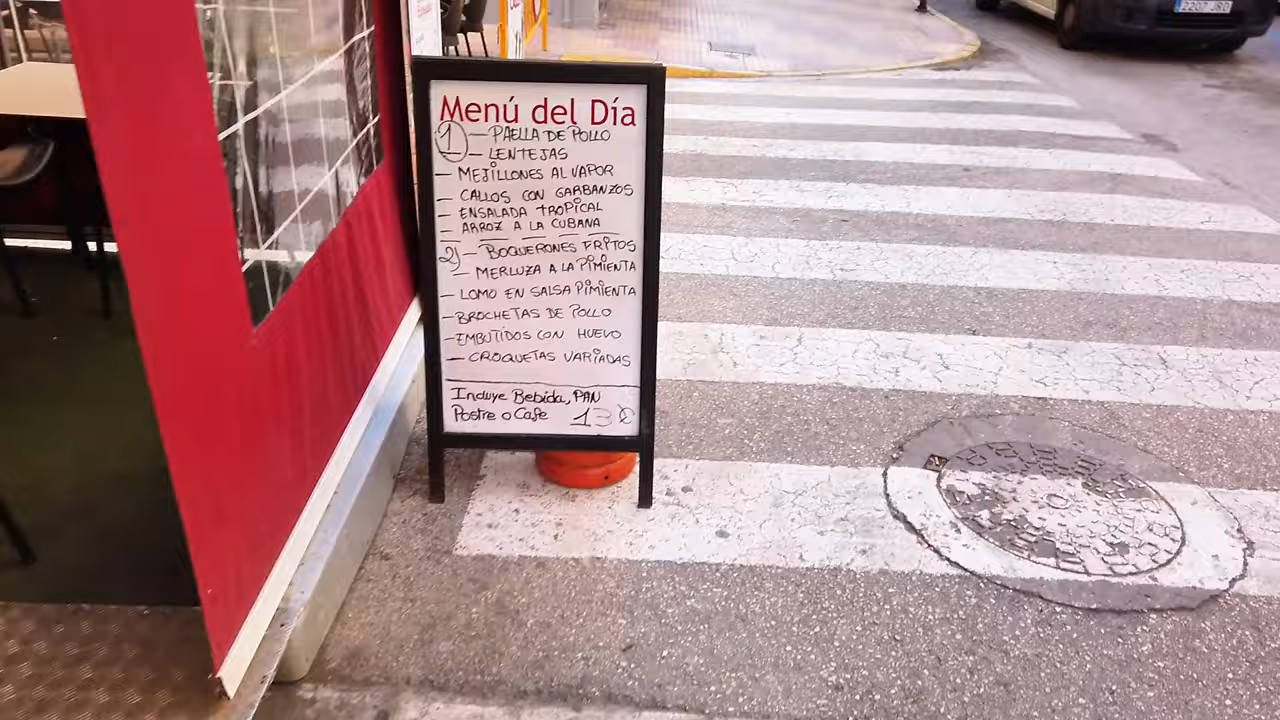 Menú del Día
1 — PAELLA DE POLLO
— LENTEJAS
— MEJILLONES AL VAPOR
— CALLOS CON GARBANZOS
— ENSALADA TROPICAL
— ARROZ A LA CUBANA
2) — BOQUERONES FRITOS
— MERLUZA A LA PIMIENTA
— LOMO EN SALSA PIMIENTA
— BROCHETAS DE POLLO
— EMBUTIDOS CON HUEVO
— CROQUETAS VARIADAS
Incluye Bebida, PAN
Postre o Cafe 13 €
2207 JRD